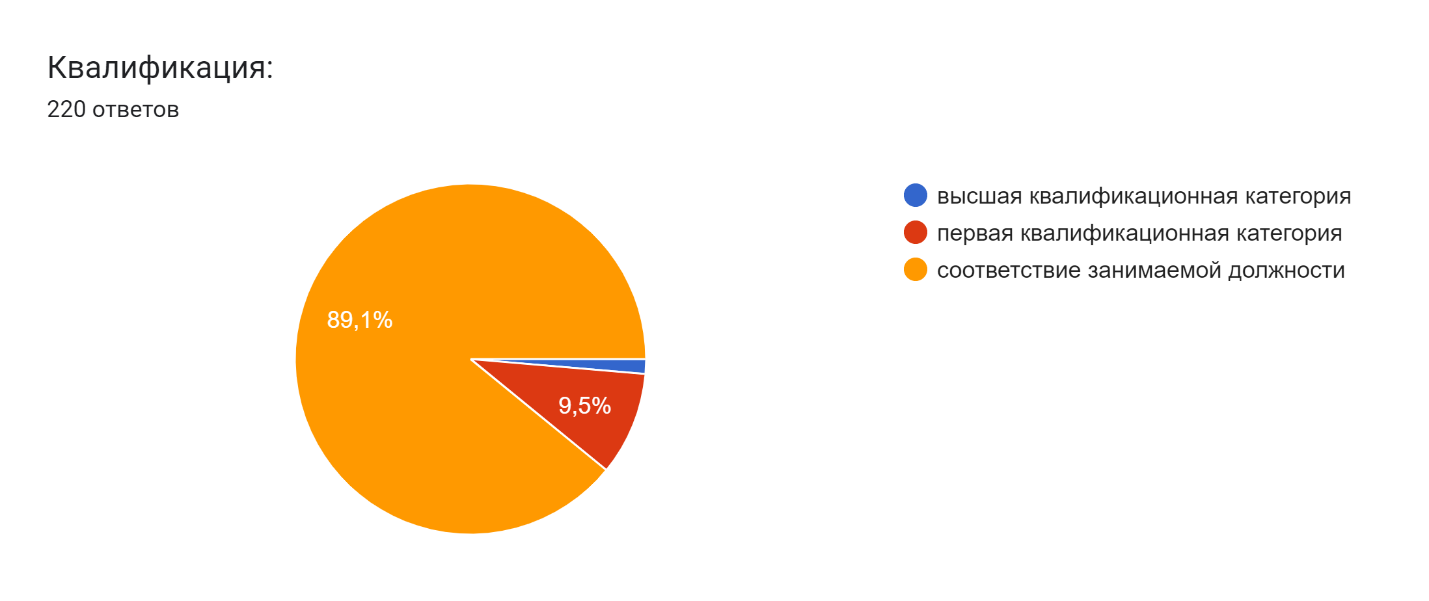 Квалификация:
220 ответов
высшая квалификационная категория
первая квалификационная категория
соответствие занимаемой должности
89,1%
9,5%